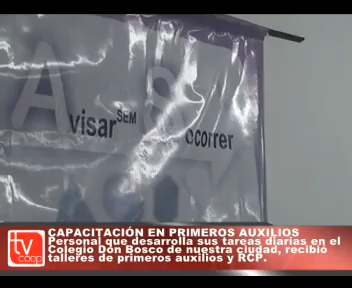 A SEM S
visar ocorrer
CAPACITACIÓN EN PRIMEROS AUXILIOS
Personal que desarrolla sus tareas diarias en el
Colegio Don Bosco de nuestra ciudad, recibió
talleres de primeros auxilios y RCP.
tv
coop